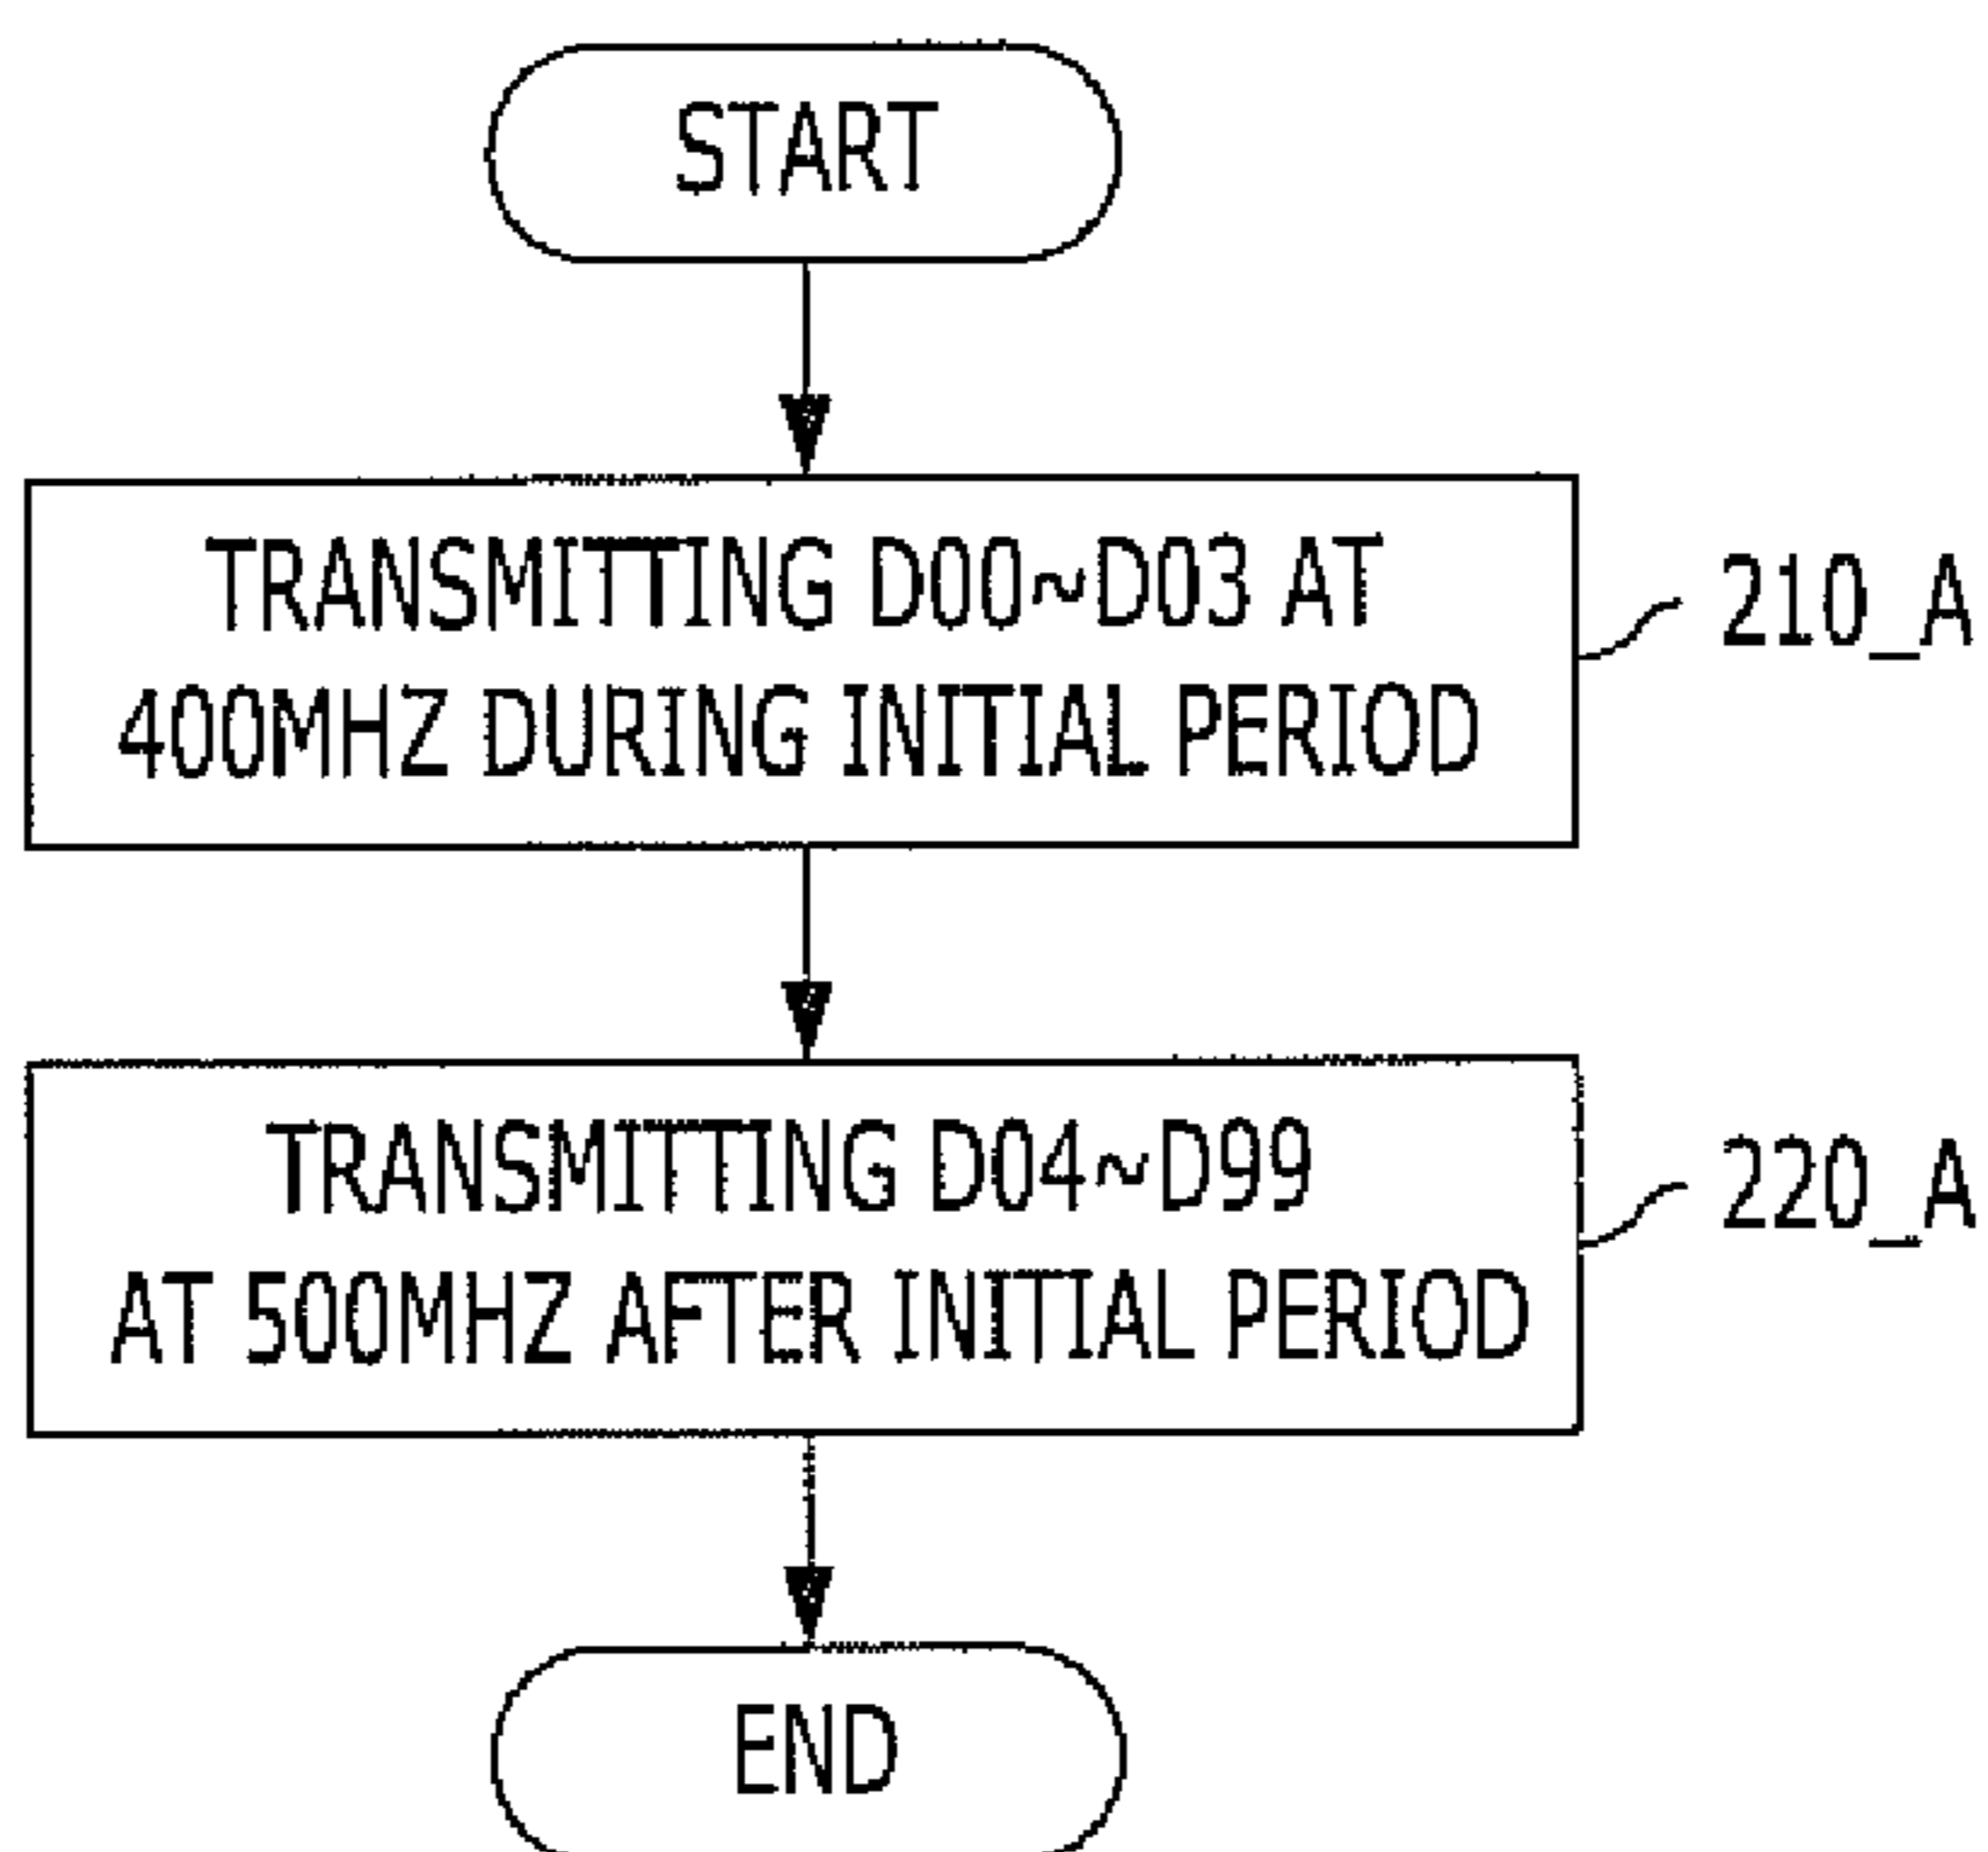 START
TRANSMITTING D00~D03 AT
400MHZ DURING INITIAL PERIOD
210_A
TRANSMITTING D04~D99
AT 500MHZ AFTER INITIAL PERIOD
220_A
END